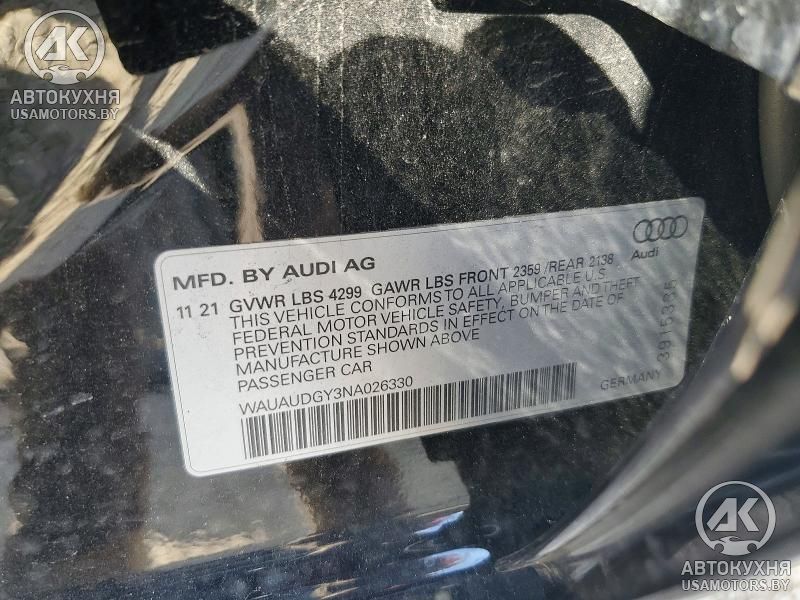 AK
АВТОКУХНЯ
USAMOTORS.BY
MFD. BY AUDI AG
Audi
11 21 GVWR LBS 4299 GAWR LBS FRONT 2359 /REAR 2138
THIS VEHICLE CONFORMS TO ALL APPLICABLE U.S
FEDERAL MOTOR VEHICLE SAFETY, BUMPER AND THEFT
PREVENTION STANDARDS IN EFFECT ON THE DATE OF
MANUFACTURE SHOWN ABOVE
PASSENGER CAR
WAUAUDGY3NA026330
GERMANY
3915335
AK
АВТОКУХНЯ
USAMOTORS.BY